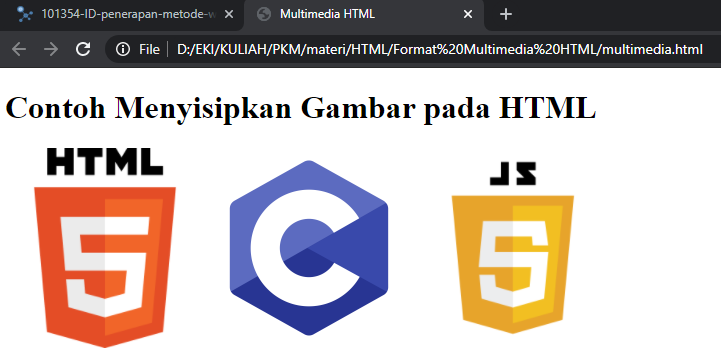 101354-ID-penerapan-metode-w
Multimedia HTML
File
D:/EKI/KULIAH/PKM/materi/HTML/Format%20Multimedia%20HTML/multimedia.html
Contoh Menyisipkan Gambar pada HTML
HTML
JS
5
C
5